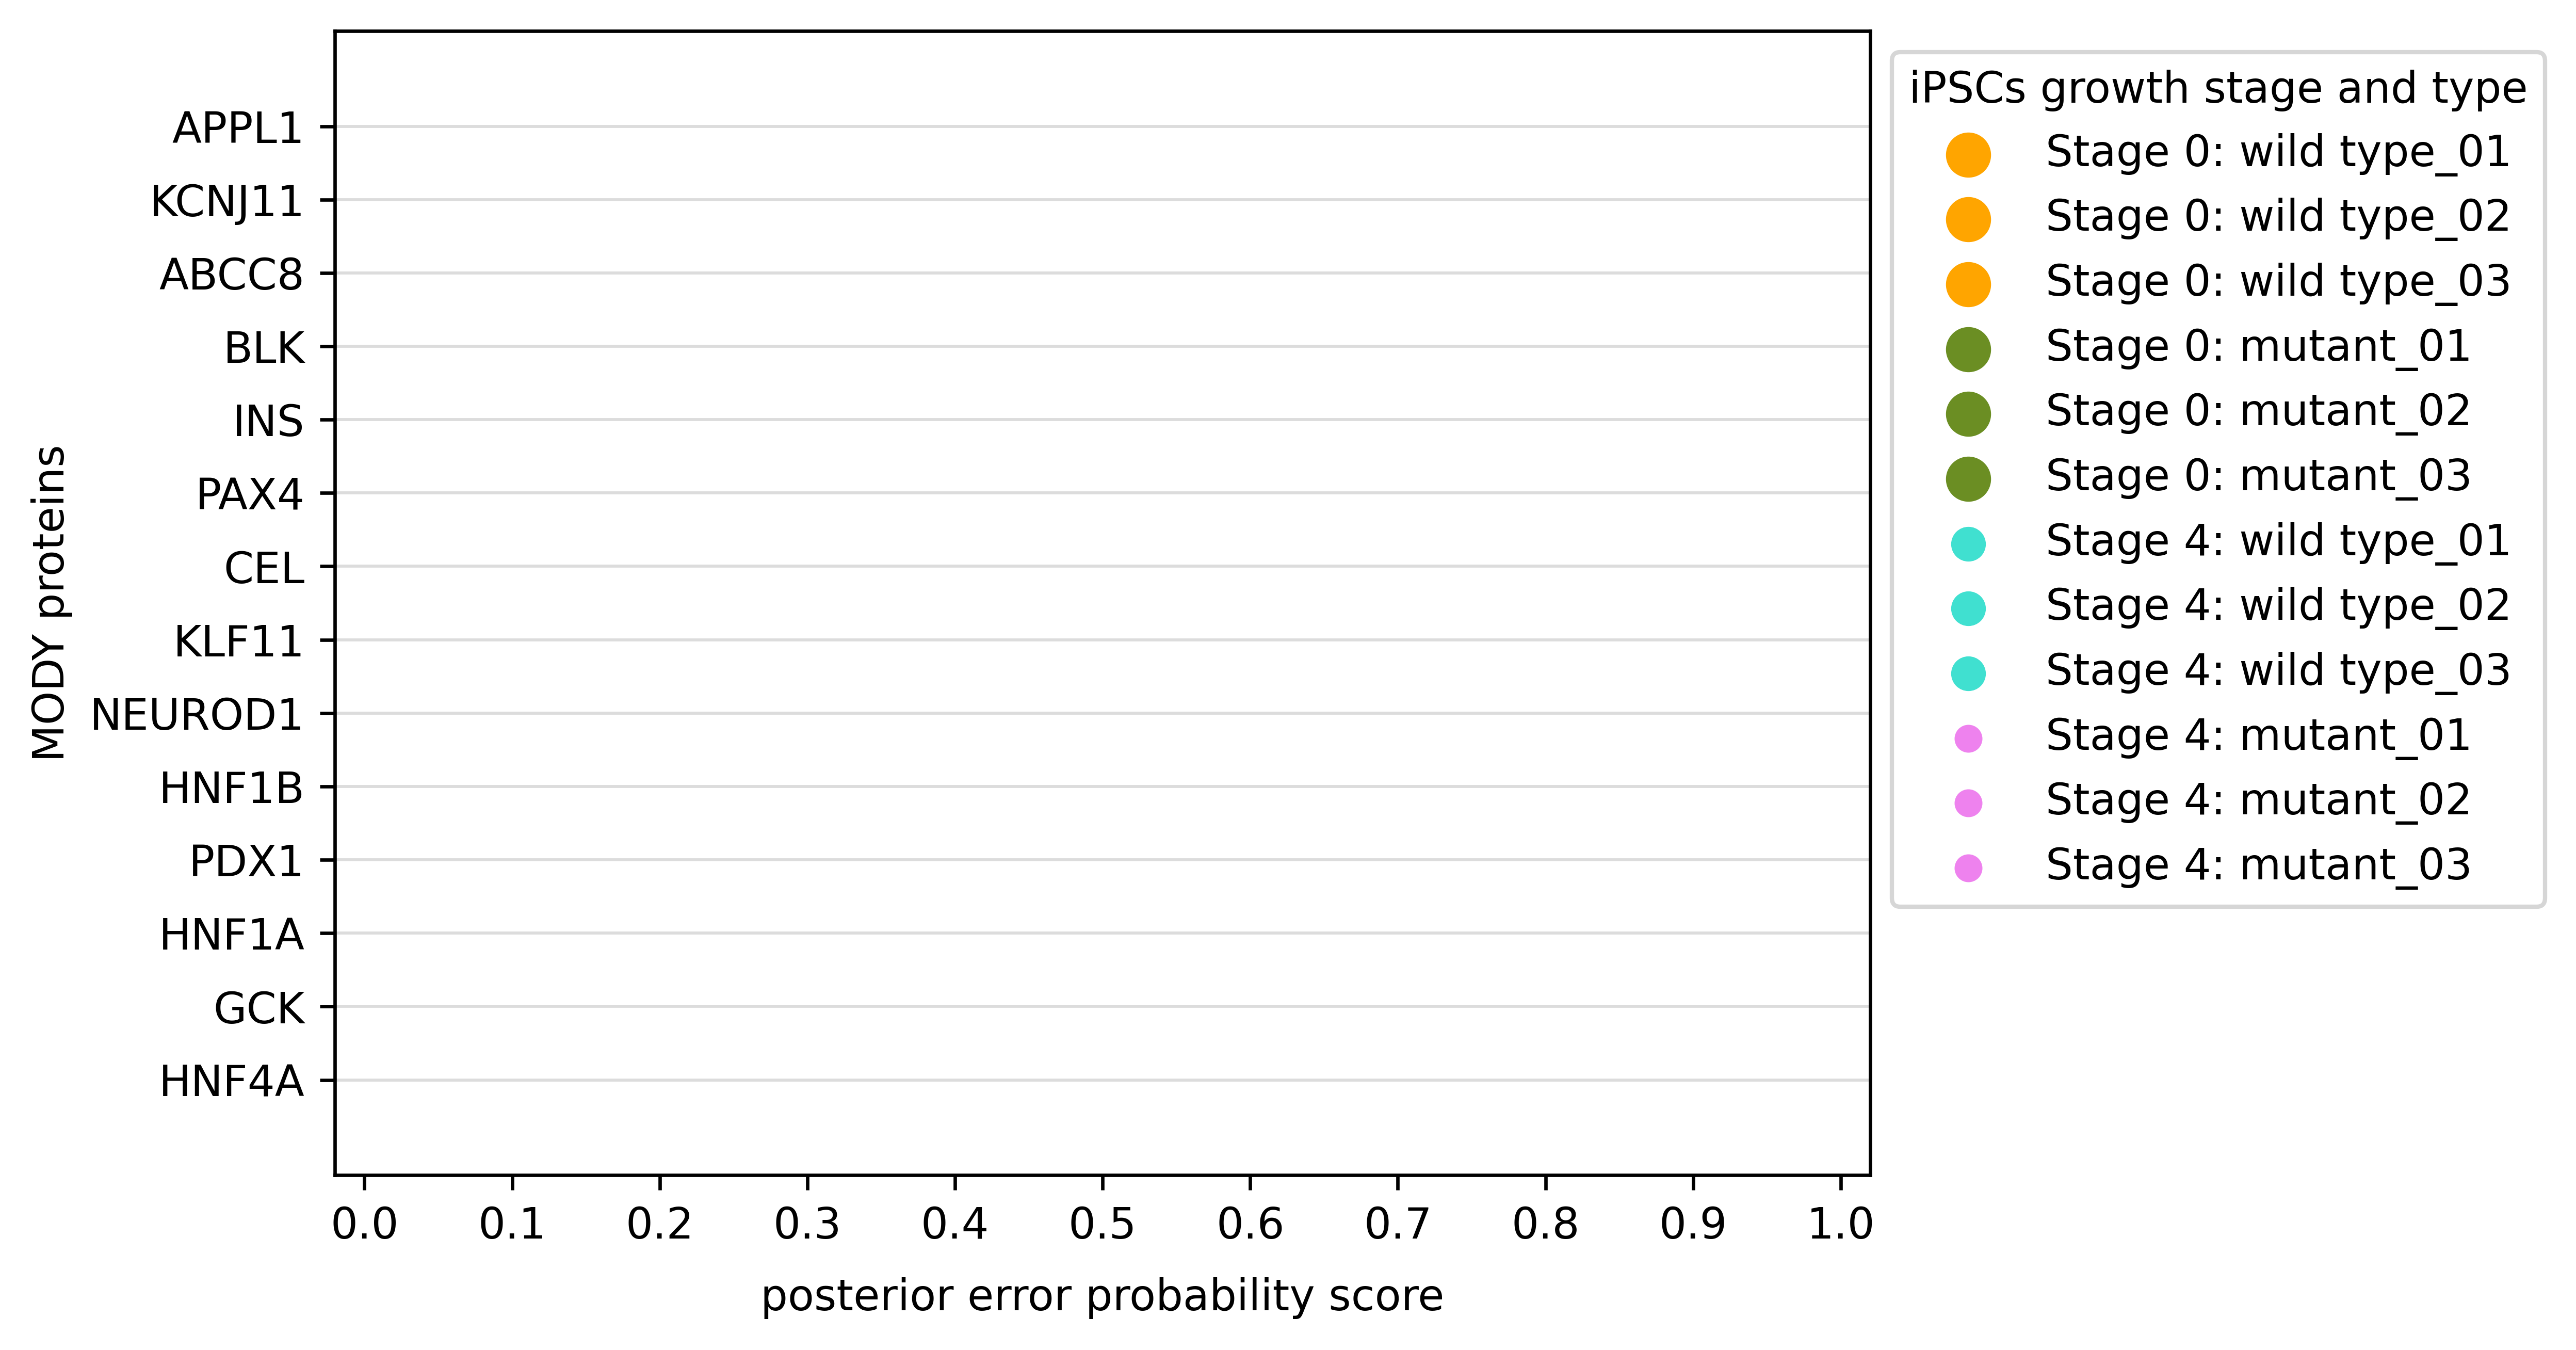 APPL1
KCNJ11
ABCC8
BLK
INS
PAX4
CEL
KLF11
NEUROD1
HNF1B
PDX1
HNF1A
GCK
HNF4A
MODY proteins
0.0 0.1 0.2 0.3 0.4 0.5 0.6 0.7 0.8 0.9 1.0
posterior error probability score
iPSCs growth stage and type
Stage 0: wild type_01
Stage 0: wild type_02
Stage 0: wild type_03
Stage 0: mutant_01
Stage 0: mutant_02
Stage 0: mutant_03
Stage 4: wild type_01
Stage 4: wild type_02
Stage 4: wild type_03
Stage 4: mutant_01
Stage 4: mutant_02
Stage 4: mutant_03